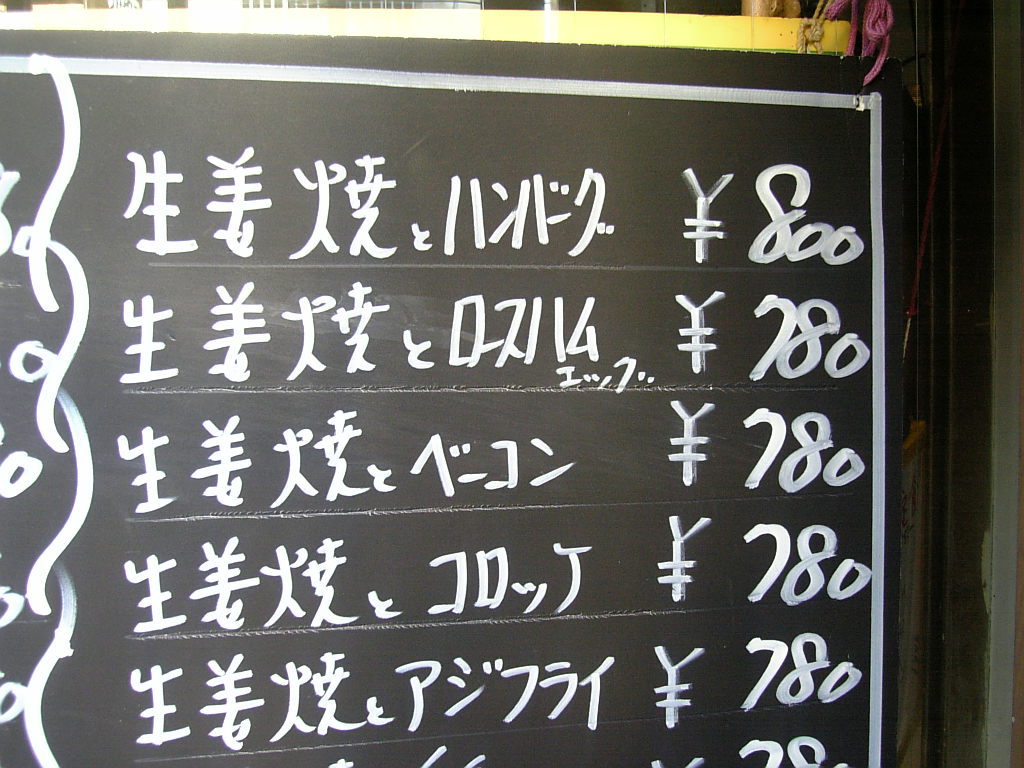 生姜焼とハンバーグ ¥800
生姜焼とロースハム ¥780
エッグ
生姜焼とベーコン ¥780
生姜焼とコロッケ ¥780
生姜焼とアジフライ ¥780